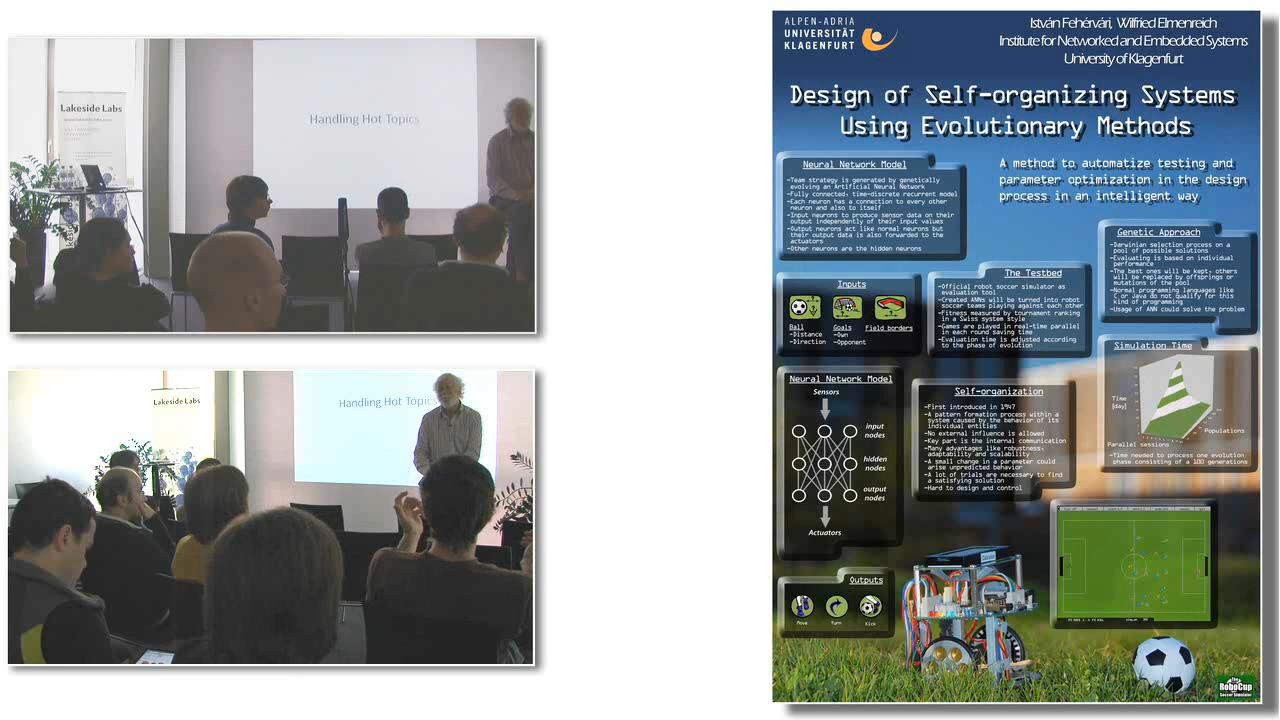 Lakeside Labs
Handling Hot Topics
Lakeside Labs
Handling Hot Topics
ALPEN-ADRIA
UNIVERSITÄT
KLAGENFURT
István Fehérvári, Wilfried Elmenreich
Institute for Networked and Embedded Systems
University of Klagenfurt
Design of Self-organizing Systems
Using Evolutionary Methods
A method to automatize testing and
parameter optimization in the design
process in an intelligent way
Neural Network Model
-Team strategy is generated by genetically
evolving an Artificial Neural Network
-Fully connected, time-discrete recurrent model
-Each neuron has a connection to every other
neuron and also to itself
-Input neurons to produce sensor data on their
output independently of their input values
-Output neurons act like normal neurons but
their output data is also forwarded to the
actuators
-Other neurons are the hidden neurons
Genetic Approach
-Darwinian selection process on a
pool of possible solutions
-Evaluating is based on individual
performance
-The best ones will be kept, others
will be replaced by offsprings or
mutations of the pool
-Normal programming languages like
C or Java do not qualify for this
kind of programming
-Usage of ANN could solve the problem
Inputs
Ball
-Distance
-Direction
Goals
-Own
-Opponent
Field borders
The Testbed
-Official robot soccer simulator as
evaluation tool
-Created ANNs will be turned into robot
soccer teams playing against each other
-Fitness measured by tournament ranking
in a Swiss system style
-Games are played in real-time parallel
in each round saving time
-Evaluation time is adjusted according
to the phase of evolution
Simulation Time
Time
[day]
Populations
Parallel sessions
-Time needed to process one evolution
phase consisting of a 100 generations
Neural Network Model
Sensors
input
nodes
hidden
nodes
output
nodes
Actuators
Self-organization
-First introduced in 1947
-A pattern formation process within a
system caused by the behavior of its
individual entities
-No external influence is allowed
-Key part is the internal communication
-Many advantages like robustness,
adaptability and scalability
-A small change in a parameter could
arise unpredicted behavior
-A lot of trials are necessary to find
a satisfying solution
-Hard to design and control
Outputs
Move
Turn
Kick
The
RoboCup
Soccer Simulator